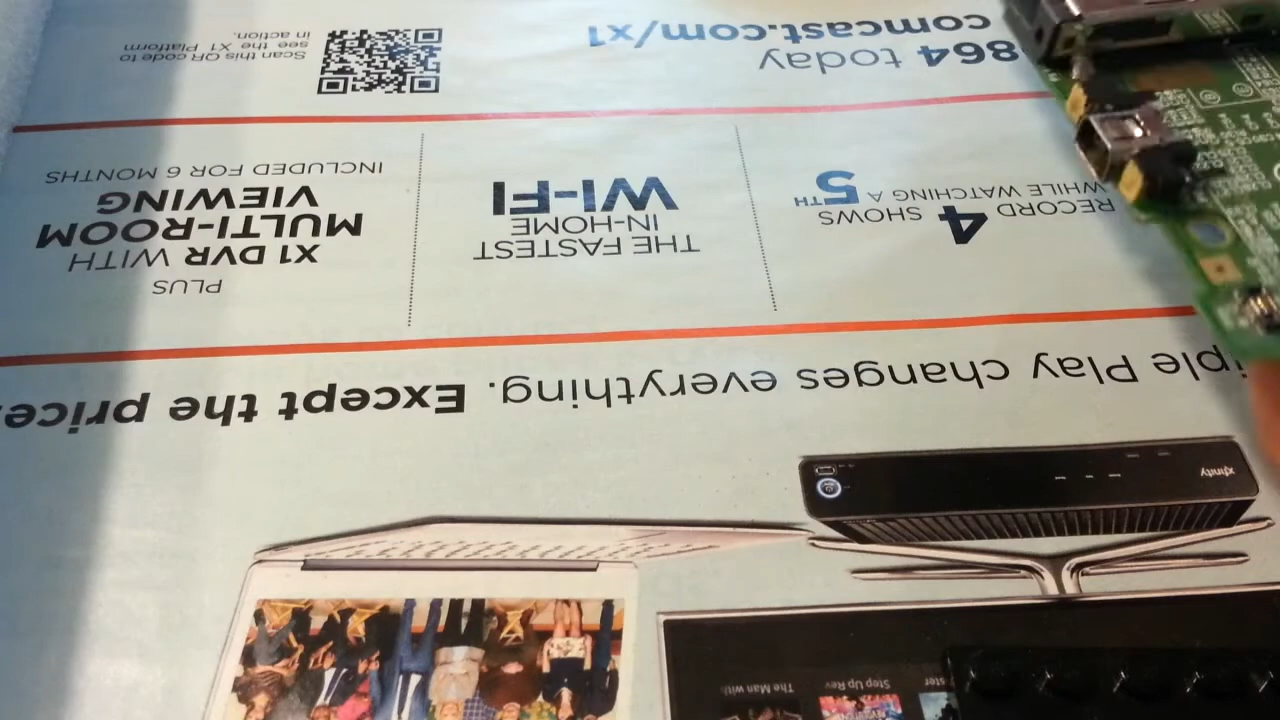 ster
Step Up Rev
The Man with
xfinity
iple Play changes everything. Except the price.
RECORD 4 SHOWS
WHILE WATCHING A 5TH
THE FASTEST
IN-HOME
WI-FI
PLUS
X1 DVR WITH
MULTI-ROOM
VIEWING
INCLUDED FOR 6 MONTHS
864 today
comcast.com/x1
Scan this QR code to
see the X1 Platform
in action.